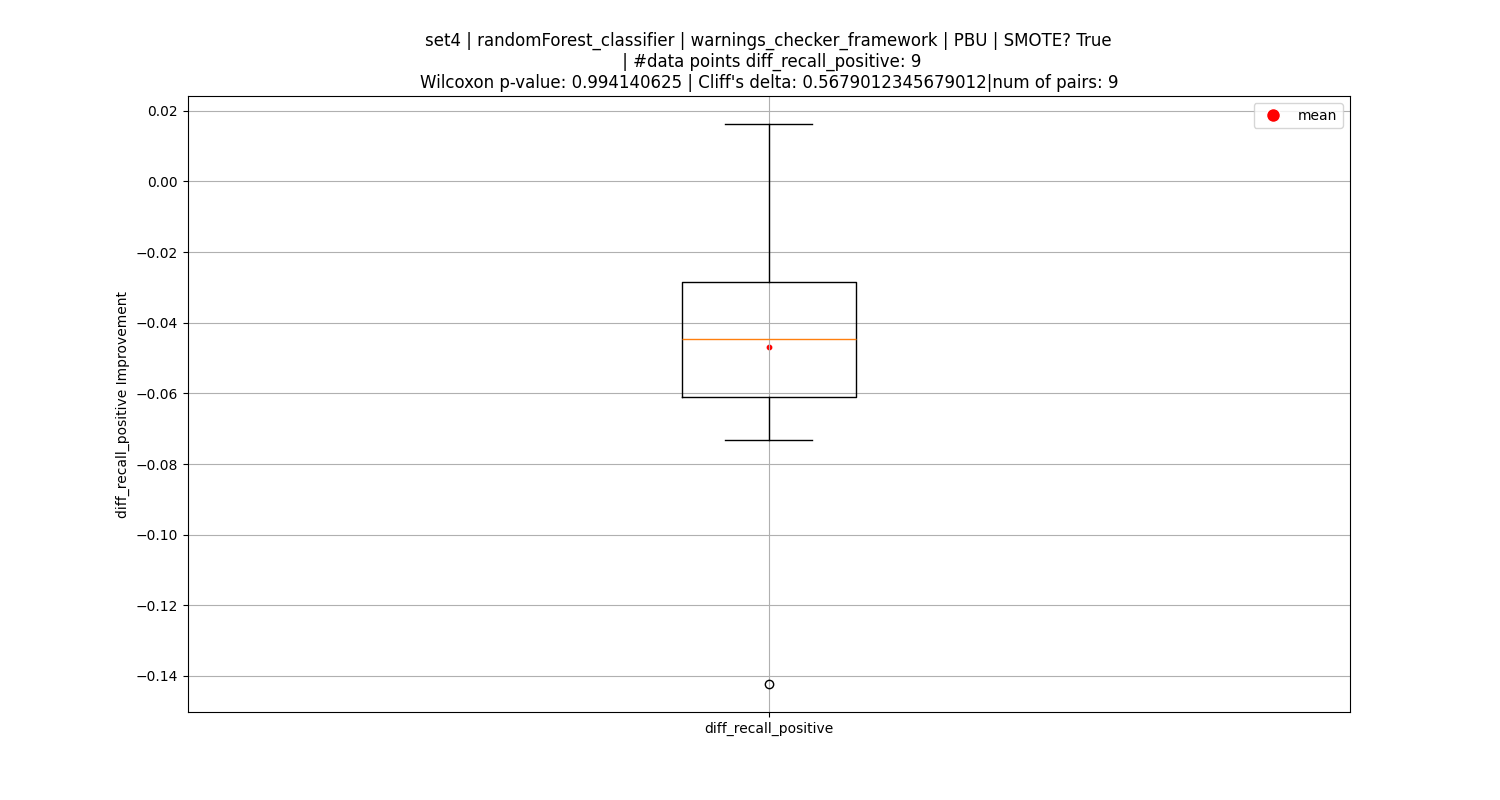 set4 | randomForest_classifier | warnings_checker_framework | PBU | SMOTE? True
| #data points diff_recall_positive: 9
Wilcoxon p-value: 0.994140625 | Cliff's delta: 0.5679012345679012|num of pairs: 9
mean
0.02
0.00
−0.02
−0.04
−0.06
−0.08
−0.10
−0.12
−0.14
diff_recall_positive Improvement
diff_recall_positive